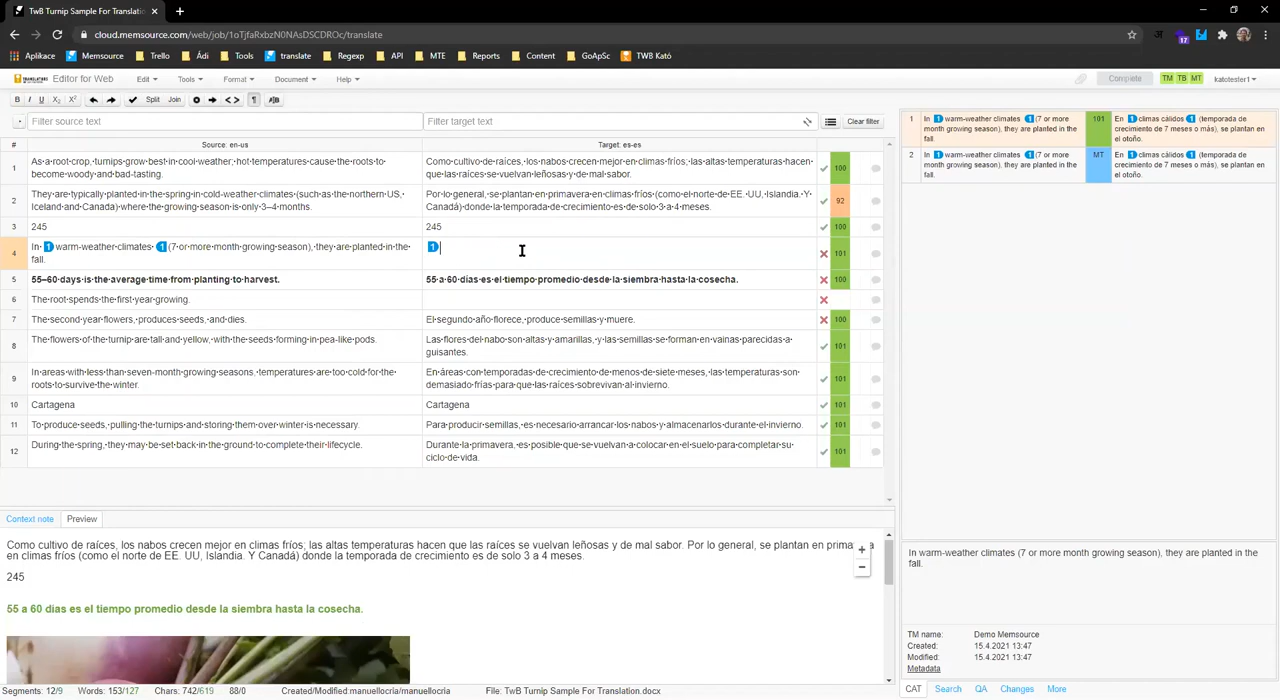 TwB Turnip Sample For Translation
cloud.memsource.com/web/job/1oTjfaRxbzN0NAsDSCDROc/translate
17
Aplikace Memsource Trello Ádi Tools translate Regexp API MTE Reports Content GoApSc TWB Kató
TRANSLATORS Editor for Web Edit Tools Format Document Help Complete TM TB MT katotester1
B I U X₂ X² Split Join < > ¶
Filter source text Filter target text Clear filter
# Source: en-us Target: es-es
1 As·a·root·crop,·turnips·grow·best·in·cool·weather;·hot·temperatures·cause·the·roots·to·
become·woody·and·bad-tasting.
Como·cultivo·de·raíces,·los·nabos·crecen·mejor·en·climas·fríos;·las·altas·temperaturas·hacen·
que·las·raíces·se·vuelvan·leñosas·y·de·mal·sabor.
100
2 They·are·typically·planted·in·the·spring·in·cold-weather·climates·(such·as·the·northern·US,·
Iceland·and·Canada)·where·the·growing·season·is·only·3–4·months.
Por·lo·general,·se·plantan·en·primavera·en·climas·fríos·(como·el·norte·de·EE.·UU,·Islandia.·Y·
Canadá)·donde·la·temporada·de·crecimiento·es·de·solo·3·a·4·meses.
92
3 245 245 100
4 In·1warm-weather·climates·1(7·or·more·month·growing·season),·they·are·planted·in·the·
fall.
1
101
5 55–60·days·is·the·average·time·from·planting·to·harvest. 55·a·60·días·es·el·tiempo·promedio·desde·la·siembra·hasta·la·cosecha. 100
6 The·root·spends·the·first·year·growing.
7 The·second·year·flowers,·produces·seeds,·and·dies. El·segundo·año·florece,·produce·semillas·y·muere. 100
8 The·flowers·of·the·turnip·are·tall·and·yellow,·with·the·seeds·forming·in·pea-like·pods.
Las·flores·del·nabo·son·altas·y·amarillas,·y·las·semillas·se·forman·en·vainas·parecidas·a·
guisantes.
101
9 In·areas·with·less·than·seven-month·growing·seasons,·temperatures·are·too·cold·for·the·
roots·to·survive·the·winter.
En·áreas·con·temporadas·de·crecimiento·de·menos·de·siete·meses,·las·temperaturas·son·
demasiado·frías·para·que·las·raíces·sobrevivan·al·invierno.
101
10 Cartagena Cartagena 101
11 To·produce·seeds,·pulling·the·turnips·and·storing·them·over·winter·is·necessary. Para·producir·semillas,·es·necesario·arrancar·los·nabos·y·almacenarlos·durante·el·invierno. 101
12 During·the·spring,·they·may·be·set·back·in·the·ground·to·complete·their·lifecycle.
Durante·la·primavera,·es·posible·que·se·vuelvan·a·colocar·en·el·suelo·para·completar·su·
ciclo·de·vida.
101
1 In 1 warm-weather climates 1 (7 or more
month growing season), they are planted in
the fall.
101
En 1 climas cálidos 1 (temporada de
crecimiento de 7 meses o más), se plantan en
el otoño.
2 In 1 warm-weather climates 1 (7 or more
month growing season), they are planted in
the fall.
MT
En 1 climas cálidos 1 (temporada de
crecimiento de 7 meses o más), se plantan en
el otoño.
Context note Preview
Como cultivo de raíces, los nabos crecen mejor en climas fríos; las altas temperaturas hacen que las raíces se vuelvan leñosas y de mal sabor. Por lo general, se plantan en
en climas fríos (como el norte de EE. UU, Islandia. Y Canadá) donde la temporada de crecimiento es de solo 3 a 4 meses.
245
55 a 60 días es el tiempo promedio desde la siembra hasta la cosecha.
In warm-weather climates (7 or more month growing season), they are planted in the
fall.
TM name: Demo Memsource
Created: 15.4.2021 13:47
Modified: 15.4.2021 13:47
Metadata
CAT Search QA Changes More
Segments: 12/9 Words: 153/127 Chars: 742/619 88/0 Created/Modified:manuellocria/manuellocria File: TwB Turnip Sample For Translation.docx